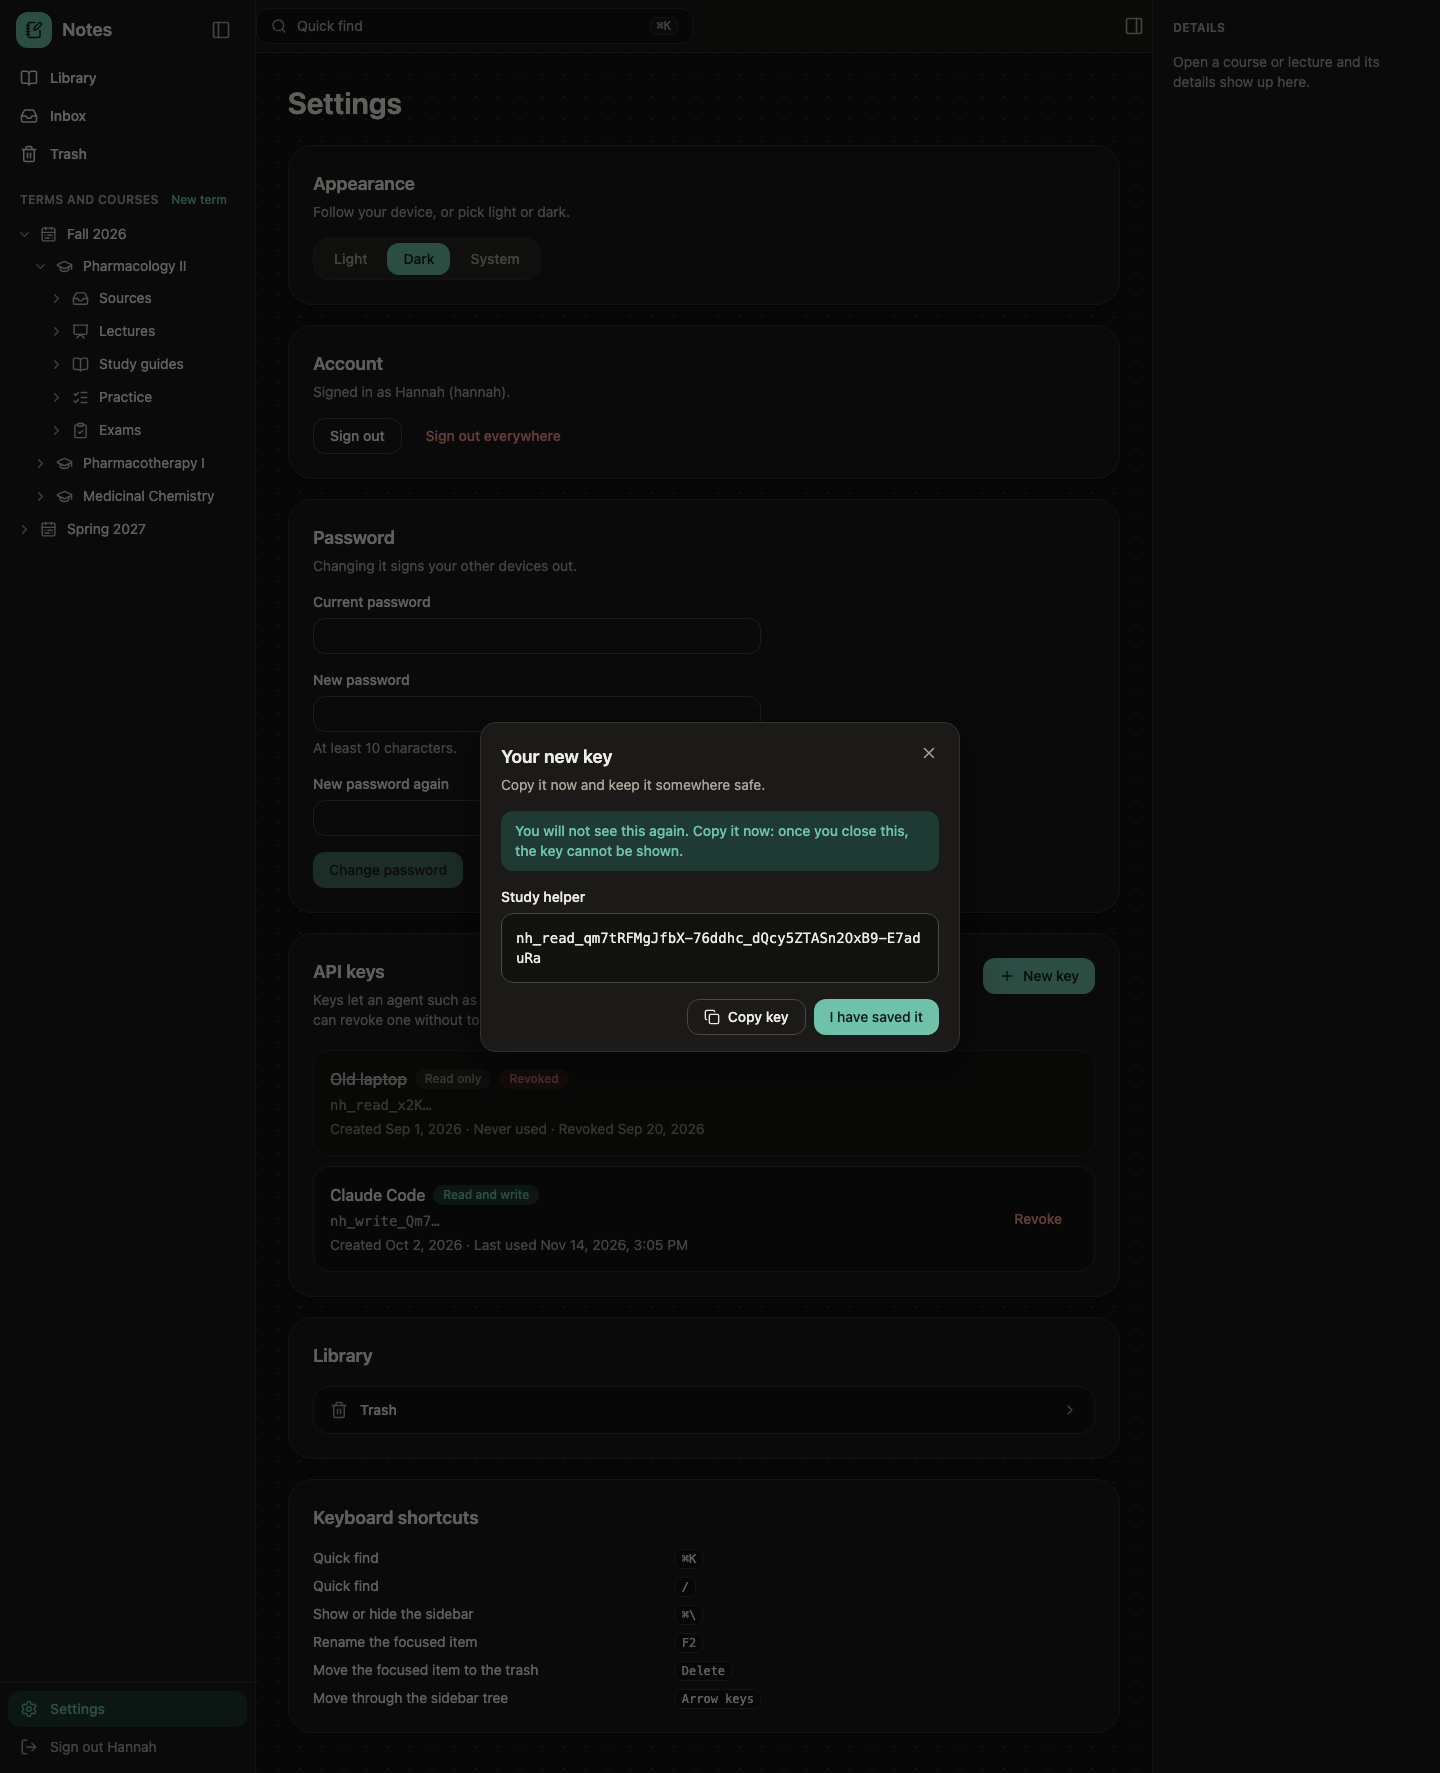 Notes
Library
Inbox
Trash
TERMS AND COURSES New term
Fall 2026
Pharmacology II
Sources
Lectures
Study guides
Practice
Exams
Pharmacotherapy I
Medicinal Chemistry
Spring 2027
Settings
Sign out Hannah
Quick find ⌘K
Settings
Appearance
Follow your device, or pick light or dark.
Light Dark System
Account
Signed in as Hannah (hannah).
Sign out Sign out everywhere
Password
Changing it signs your other devices out.
Current password
New password
At least 10 characters.
New password again
Change password
API keys
New key
Keys let an agent such as
can revoke one without to
Old laptop Read only Revoked
nh_read_x2K…
Created Sep 1, 2026 · Never used · Revoked Sep 20, 2026
Claude Code Read and write
nh_write_Qm7…
Created Oct 2, 2026 · Last used Nov 14, 2026, 3:05 PM
Revoke
Library
Trash
Keyboard shortcuts
Quick find ⌘K
Quick find /
Show or hide the sidebar ⌘\
Rename the focused item F2
Move the focused item to the trash Delete
Move through the sidebar tree Arrow keys
Your new key
Copy it now and keep it somewhere safe.
You will not see this again. Copy it now: once you close this,
the key cannot be shown.
Study helper
nh_read_qm7tRFMgJfbX-76ddhc_dQcy5ZTASn2OxB9-E7ad
uRa
Copy key I have saved it
DETAILS
Open a course or lecture and its
details show up here.